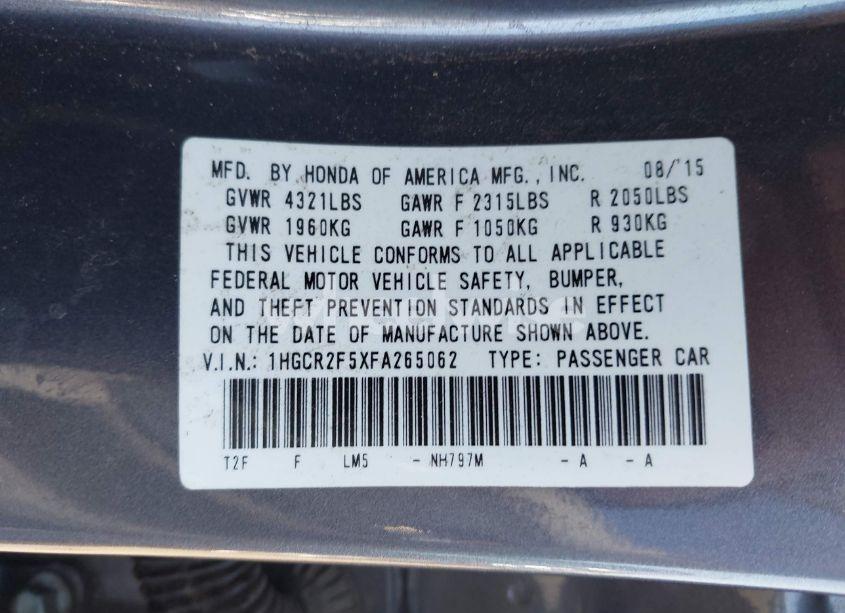 MFD. BY HONDA OF AMERICA MFG., INC. 08/'15
GVWR 4321LBS GAWR F 2315LBS R 2050LBS
GVWR 1960KG GAWR F 1050KG R 930KG
THIS VEHICLE CONFORMS TO ALL APPLICABLE
FEDERAL MOTOR VEHICLE SAFETY, BUMPER,
AND THEFT PREVENTION STANDARDS IN EFFECT
ON THE DATE OF MANUFACTURE SHOWN ABOVE.
V.I.N.: 1HGCR2F5XFA265062 TYPE: PASSENGER CAR
T2F F LM5 - NH797M - A - A